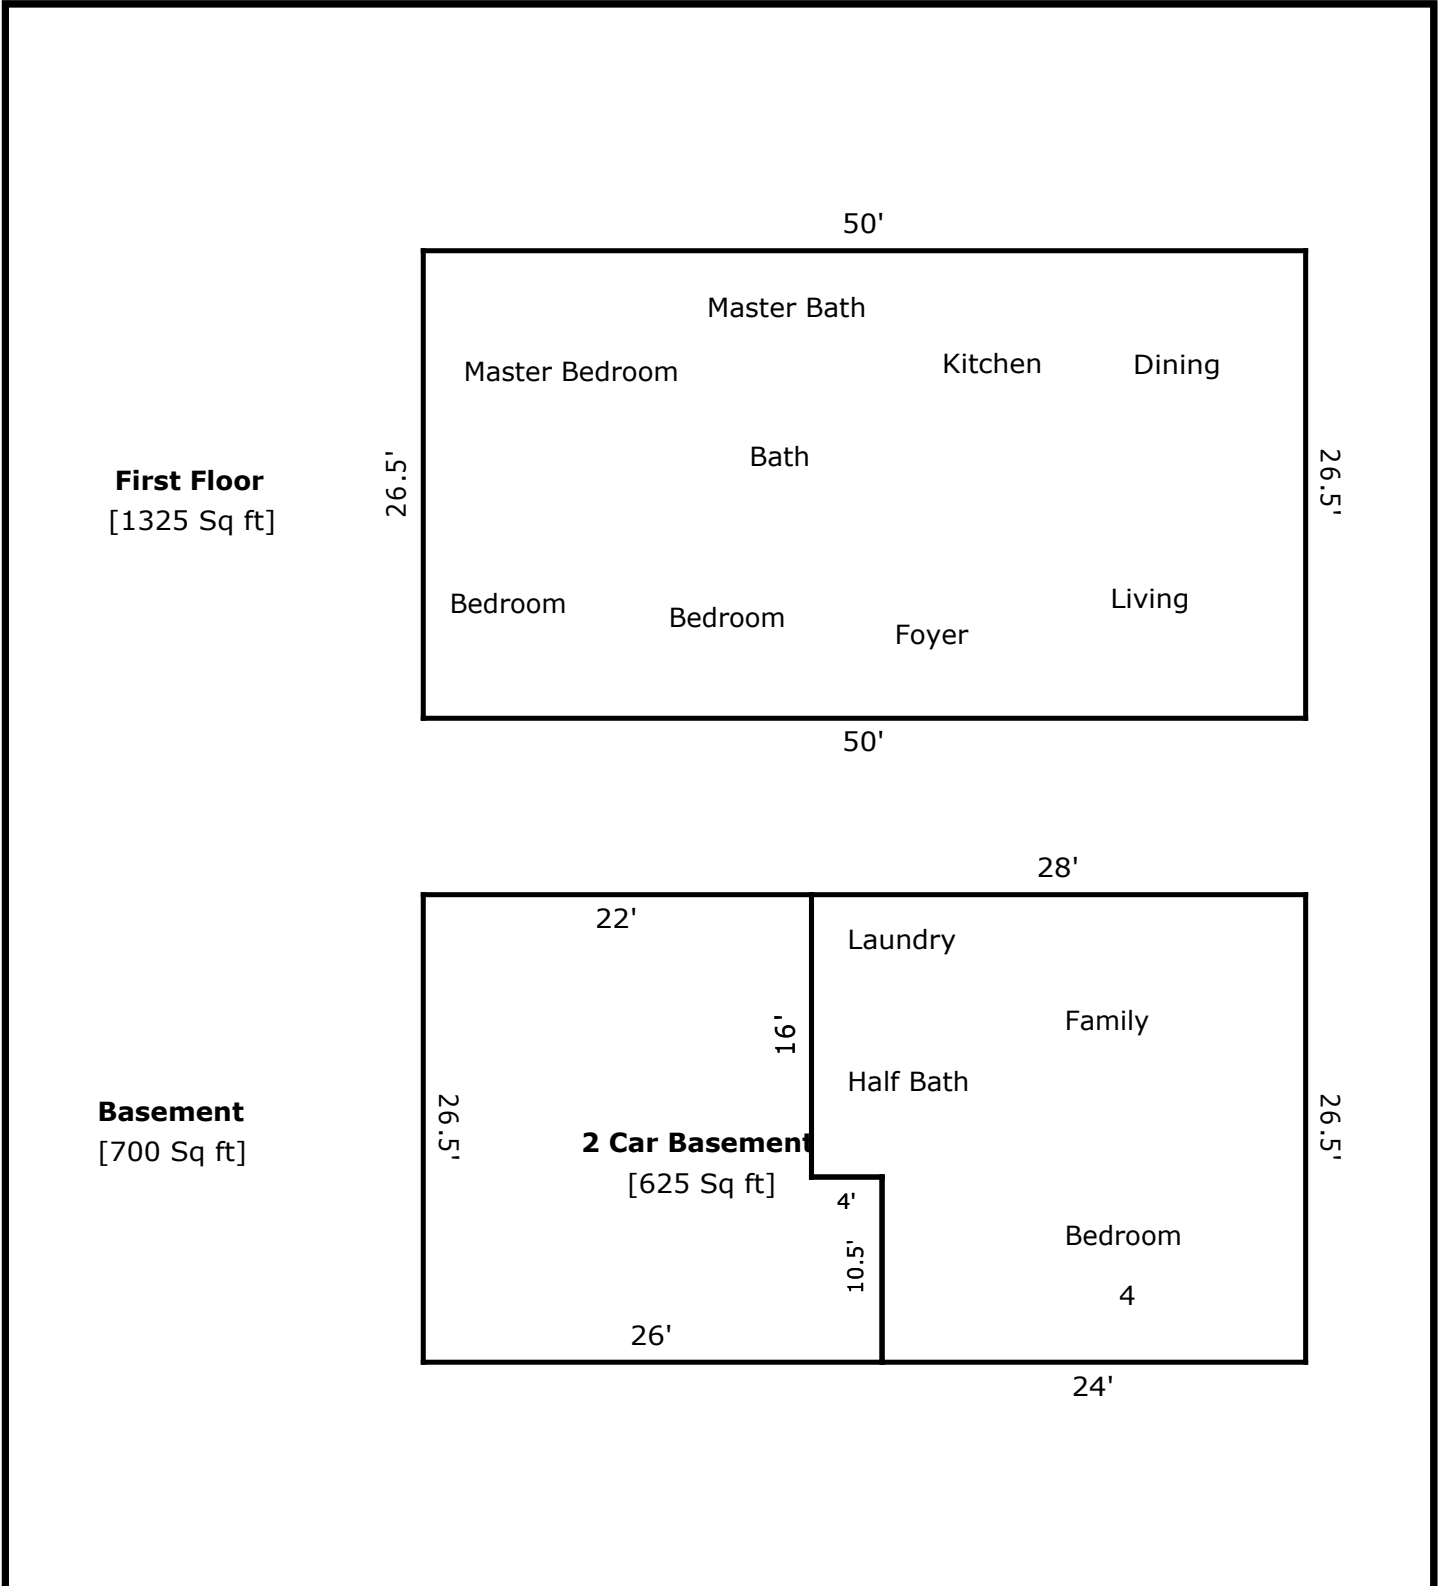 50'
Master Bath
Master Bedroom
Kitchen
Dining
Bath
26.5'
26.5'
First Floor
[1325 Sq ft]
Bedroom
Bedroom
Foyer
Living
50'
28'
22'
Laundry
16'
Family
Half Bath
Basement
[700 Sq ft]
26.5'
26.5'
2 Car Basement
[625 Sq ft]
4'
10.5'
Bedroom
4
26'
24'